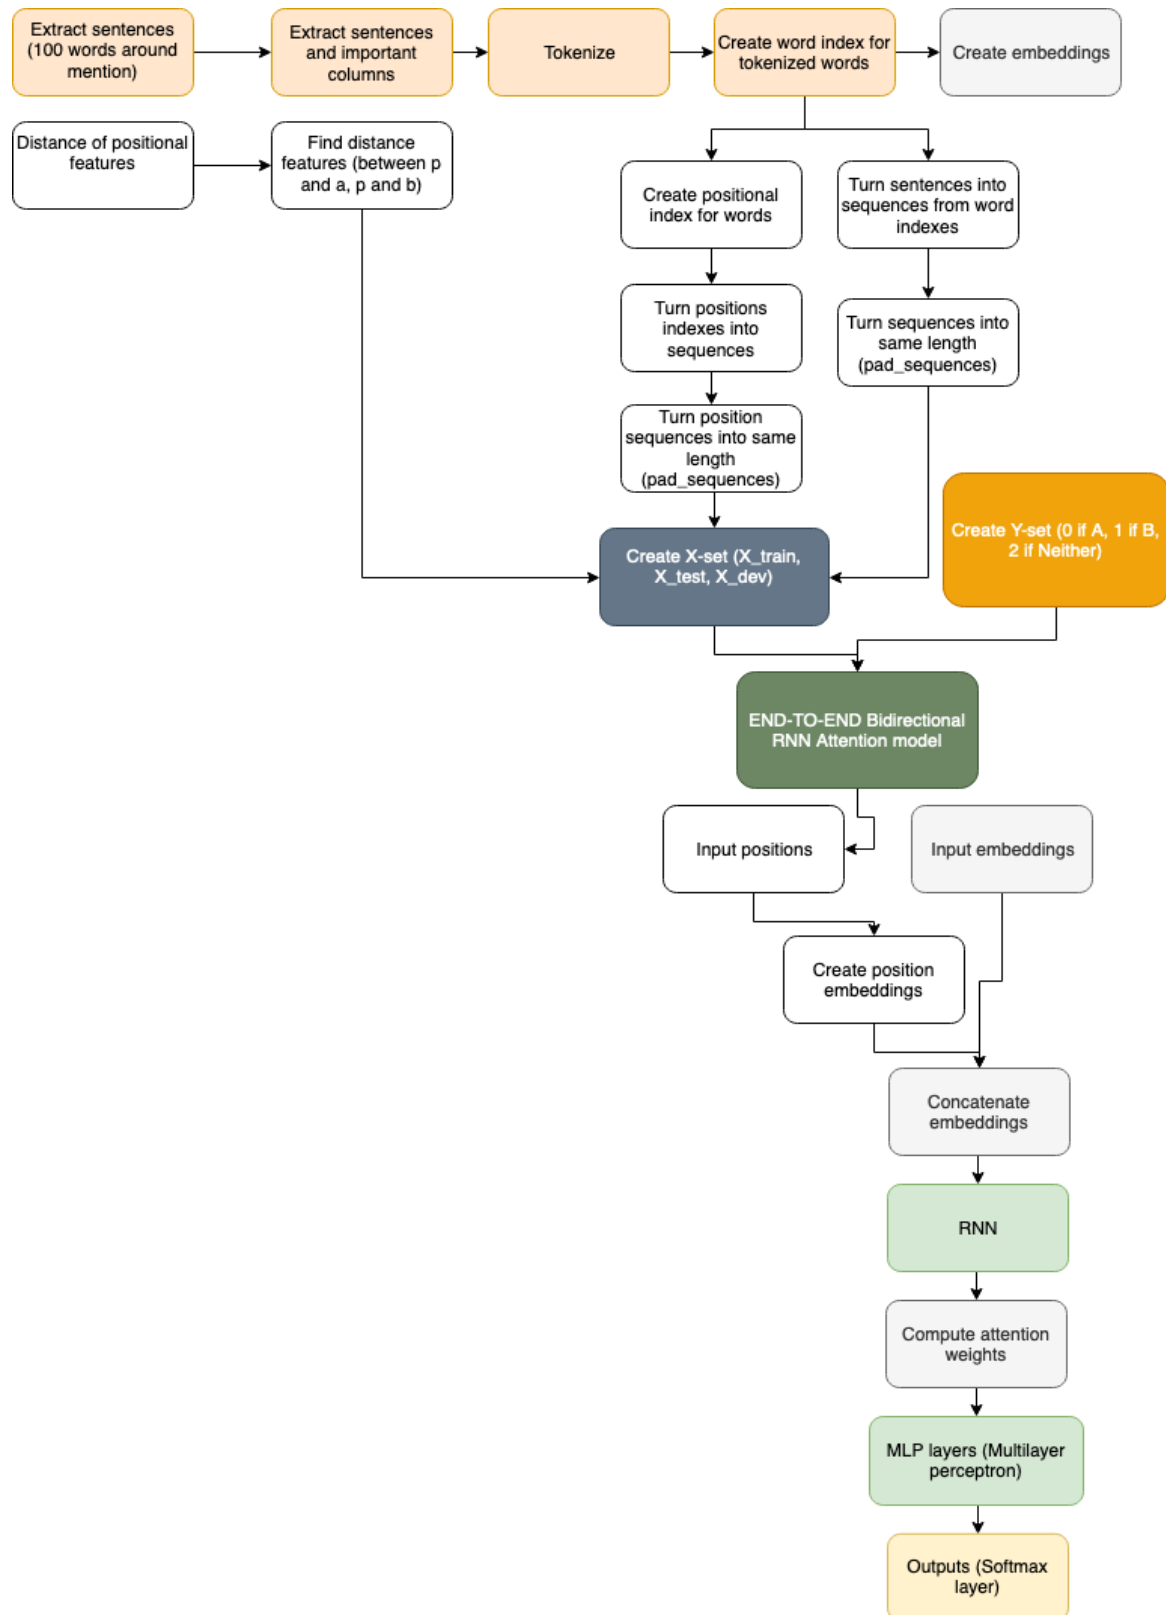 Extract sentences
(100 words around
mention)
Extract sentences
and important
columns
Tokenize
Create word index for
tokenized words
Create embeddings
Distance of positional
features
Find distance
features (between p
and a, p and b)
Create positional
index for words
Turn sentences into
sequences from word
indexes
Turn positions
indexes into
sequences
Turn sequences into
same length
(pad_sequences)
Turn position
sequences into same
length
(pad_sequences)
Create X-set (X_train,
X_test, X_dev)
Create Y-set (0 if A, 1 if B,
2 if Neither)
END-TO-END Bidirectional
RNN Attention model
Input positions
Input embeddings
Create position
embeddings
Concatenate
embeddings
RNN
Compute attention
weights
MLP layers (Multilayer
perceptron)
Outputs (Softmax
layer)